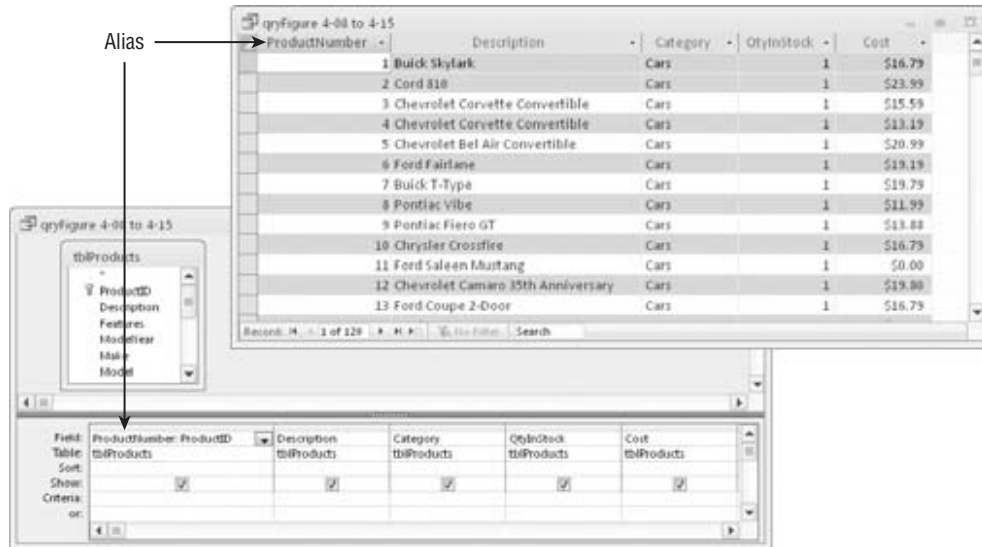 Alias
qryFigure 4-08 to 4-15
ProductNumber Description Category QtyInStock Cost
1 Buick Skylark Cars 1 $16.79
2 Cord 810 Cars 1 $23.99
3 Chevrolet Corvette Convertible Cars 1 $15.59
4 Chevrolet Corvette Convertible Cars 1 $13.19
5 Chevrolet Bel Air Convertible Cars 1 $20.99
6 Ford Fairlane Cars 1 $19.19
7 Buick T-Type Cars 1 $19.79
8 Pontiac Vibe Cars 1 $11.99
9 Pontiac Fiero GT Cars 1 $13.88
10 Chrysler Crossfire Cars 1 $16.79
11 Ford Saleen Mustang Cars 1 $0.00
12 Chevrolet Camaro 35th Anniversary Cars 1 $19.80
13 Ford Coupe 2-Door Cars 1 $16.79
Record: 1 of 129 No Filter Search
qryFigure 4-08 to 4-15
tblProducts
*
ProductID
Description
Features
ModelYear
Make
Model
Field: ProductNumber: ProductID Description Category QtyInStock Cost
Table: tblProducts tblProducts tblProducts tblProducts tblProducts
Sort:
Show:
Criteria:
or: